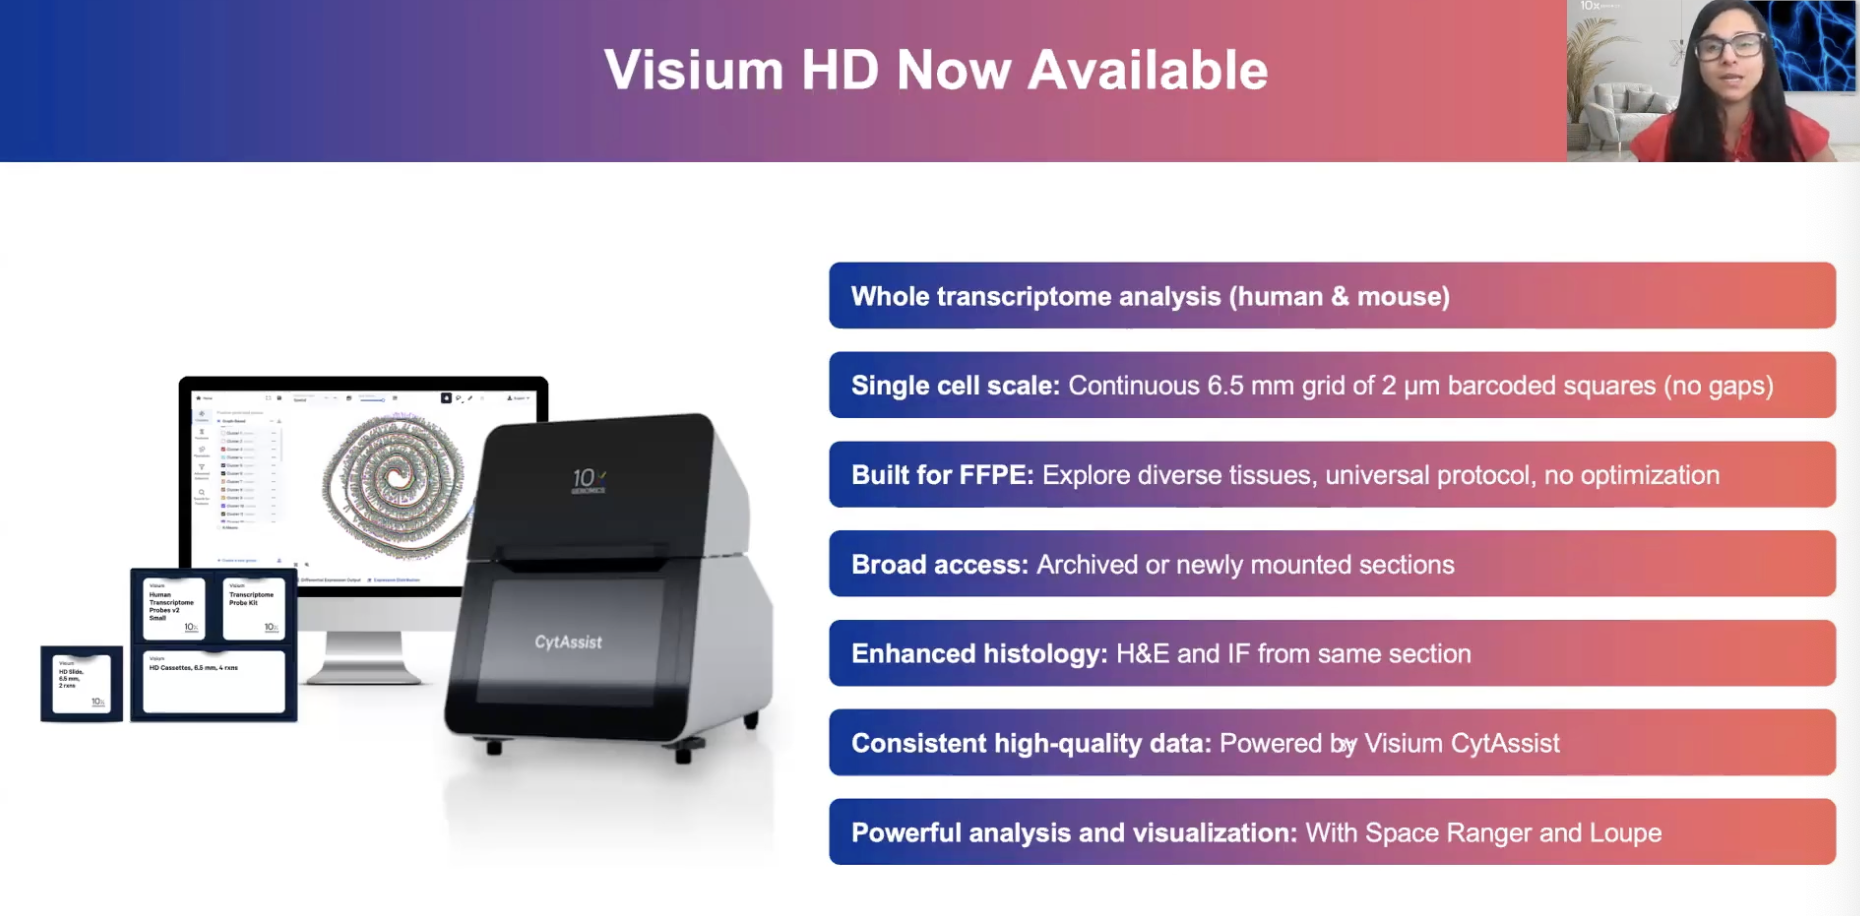 Visium HD Now Available
10x
Whole transcriptome analysis (human & mouse)
Single cell scale: Continuous 6.5 mm grid of 2 µm barcoded squares (no gaps)
Built for FFPE: Explore diverse tissues, universal protocol, no optimization
Broad access: Archived or newly mounted sections
Enhanced histology: H&E and IF from same section
Consistent high-quality data: Powered by Visium CytAssist
Powerful analysis and visualization: With Space Ranger and Loupe
10x
GENOMICS
CytAssist
Visium
Human
Transcriptome
Probes v2
Small
10x
Visium
Transcriptome
Probe Kit
10x
Visium
HD Cassettes, 6.5 mm, 4 rxns
Visium
HD Slide,
6.5 mm,
2 rxns
10x